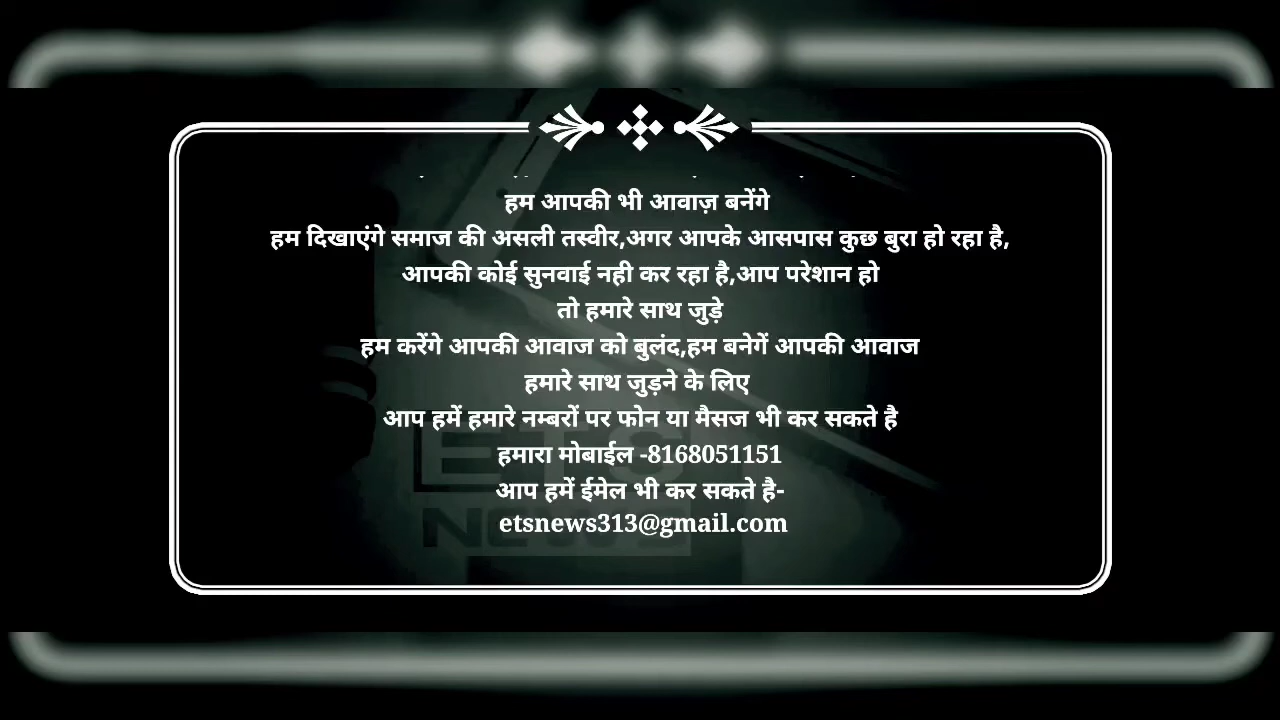 हम आपकी भी आवाज़ बनेंगे
हम दिखाएंगे समाज की असली तस्वीर,अगर आपके आसपास कुछ बुरा हो रहा है,
आपकी कोई सुनवाई नही कर रहा है,आप परेशान हो
तो हमारे साथ जुड़े
हम करेंगे आपकी आवाज को बुलंद,हम बनेगें आपकी आवाज
हमारे साथ जुड़ने के लिए
आप हमें हमारे नम्बरों पर फोन या मैसज भी कर सकते है
हमारा मोबाईल -8168051151
आप हमें ईमेल भी कर सकते है-
etsnews313@gmail.com
ETS
NEWS